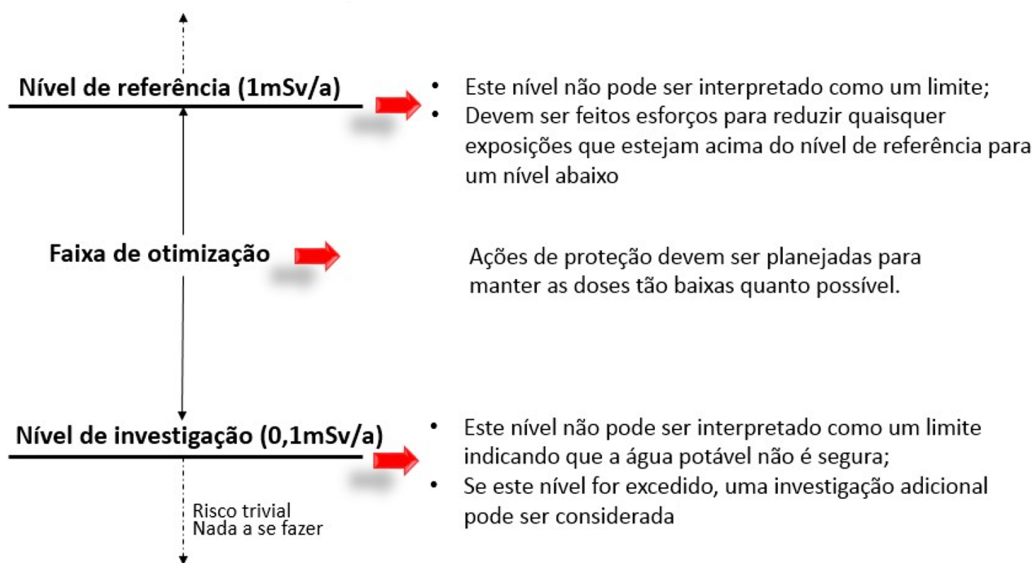 Nível de referência (1mSv/a)
• Este nível não pode ser interpretado como um limite;
• Devem ser feitos esforços para reduzir quaisquer
exposições que estejam acima do nível de referência para
um nível abaixo
Faixa de otimização
Ações de proteção devem ser planejadas para
manter as doses tão baixas quanto possível.
Nível de investigação (0,1mSv/a)
• Este nível não pode ser interpretado como um limite
indicando que a água potável não é segura;
• Se este nível for excedido, uma investigação adicional
pode ser considerada
Risco trivial
Nada a se fazer